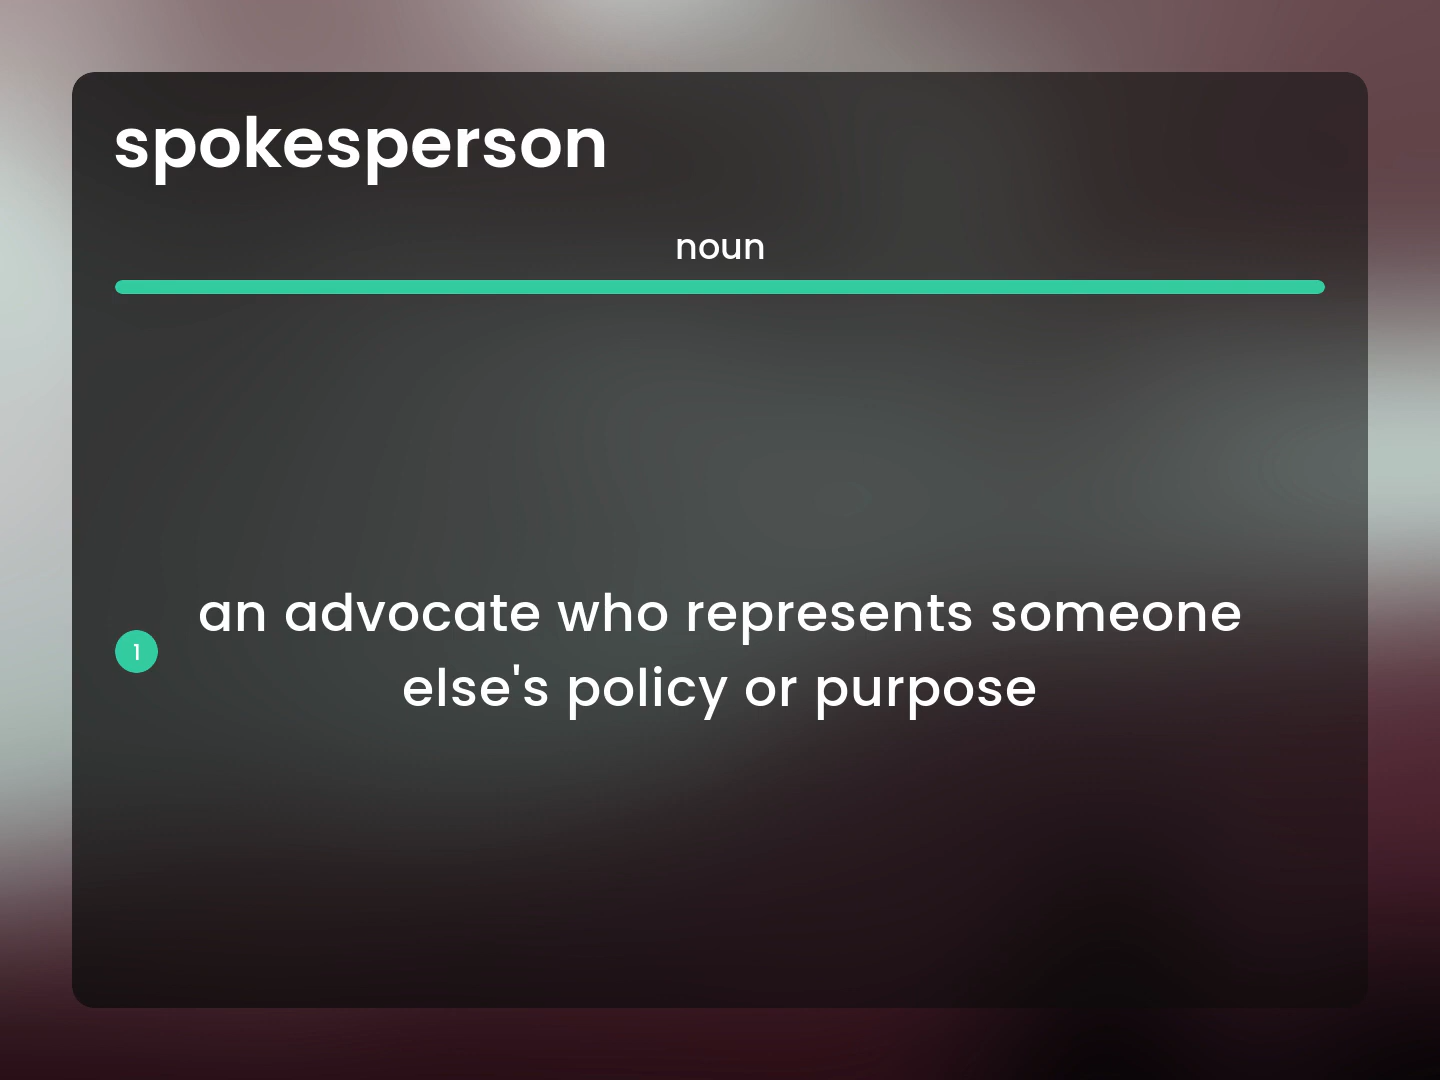 spokesperson
noun
1
an advocate who represents someone
else's policy or purpose